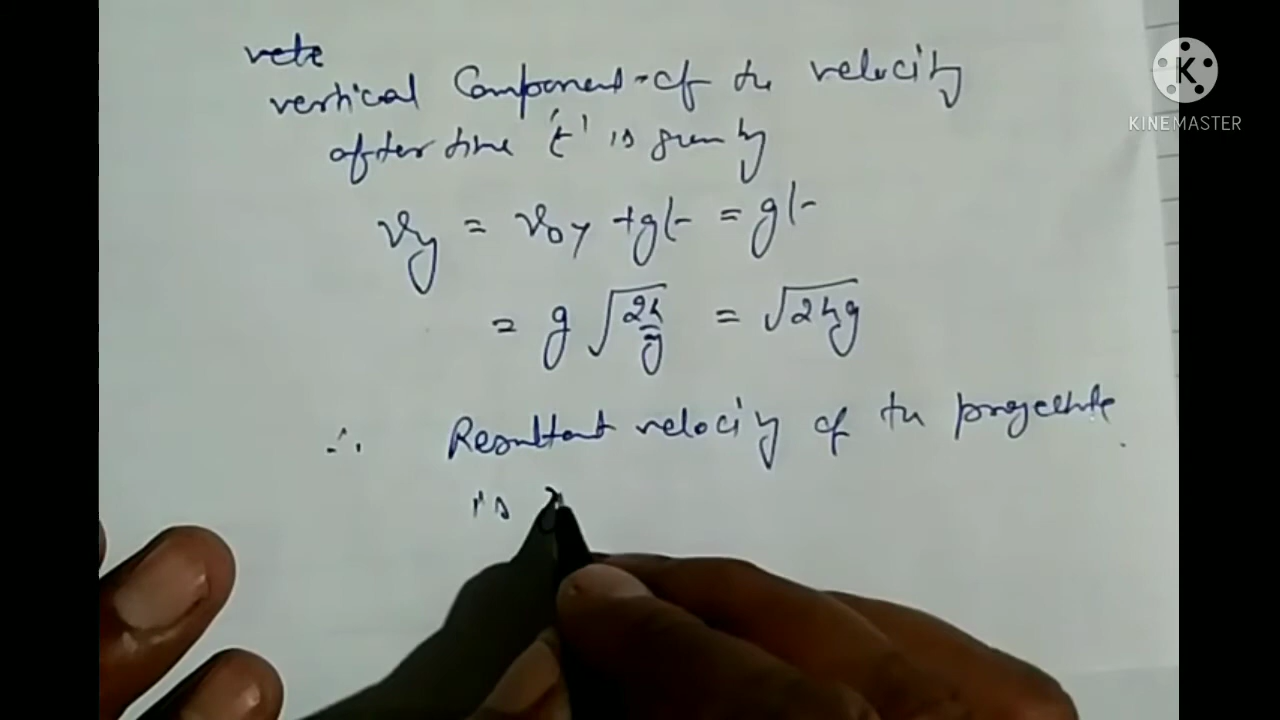 vete
vertical Component of the velocity
after time 't' is given by
Vy = Voy + gt = gt
= g √2h/g = √2hg
∴ Resultant velocity of the projectile
is
K
KINEMASTER